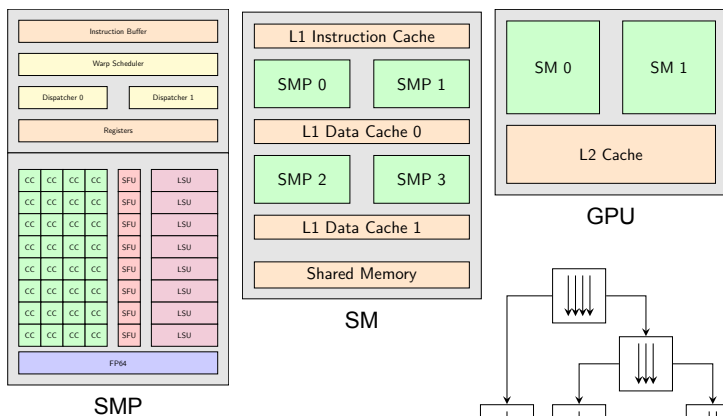 Instruction Buffer
Warp Scheduler
Dispatcher 0 Dispatcher 1
Registers
CC CC CC CC SFU LSU
CC CC CC CC SFU LSU
CC CC CC CC SFU LSU
CC CC CC CC SFU LSU
CC CC CC CC SFU LSU
CC CC CC CC SFU LSU
CC CC CC CC SFU LSU
CC CC CC CC SFU LSU
FP64
SMP
L1 Instruction Cache
SMP 0 SMP 1
L1 Data Cache 0
SMP 2 SMP 3
L1 Data Cache 1
Shared Memory
SM
SM 0 SM 1
L2 Cache
GPU